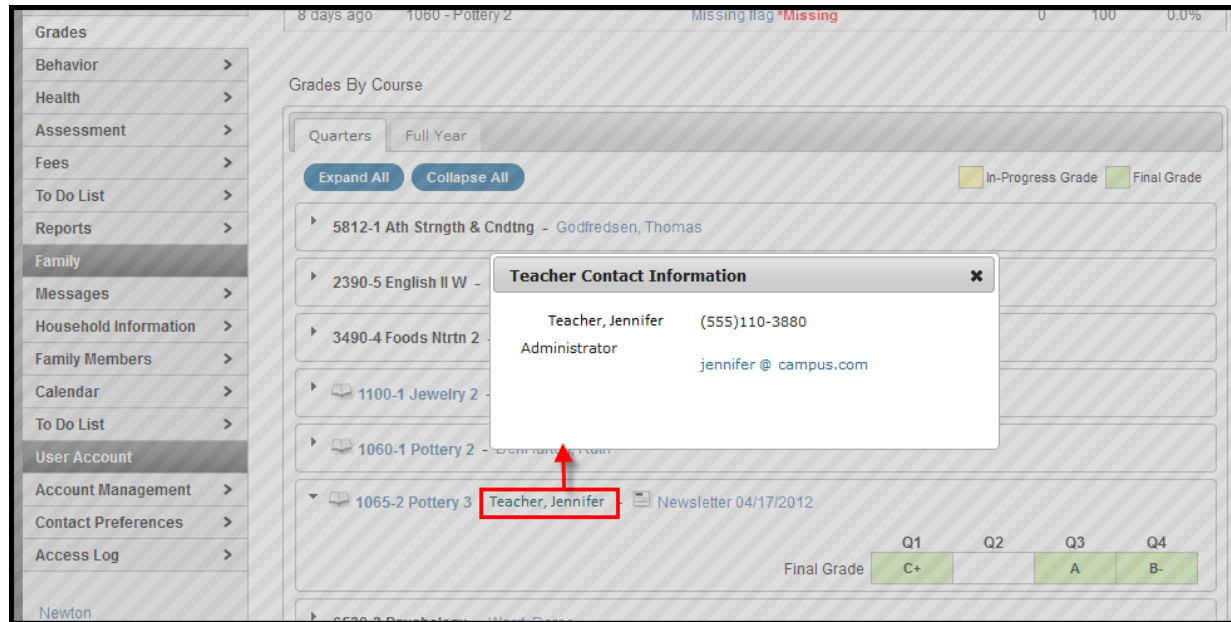 8 days ago 1060 - Pottery 2 Missing flag *Missing 0 100 0.0%
Grades
Behavior >
Health >
Assessment >
Fees >
To Do List >
Reports >
Family
Messages >
Household Information >
Family Members >
Calendar >
To Do List >
User Account
Account Management >
Contact Preferences >
Access Log >
Newton
Grades By Course
Quarters Full Year
Expand All Collapse All In-Progress Grade Final Grade
5812-1 Ath Strngth & Cndtng - Godfredsen, Thomas
2390-5 English II W -
3490-4 Foods Ntrtn 2 -
1100-1 Jewelry 2 -
1060-1 Pottery 2 -
Teacher Contact Information
Teacher, Jennifer (555)110-3880
Administrator
jennifer @ campus.com
1065-2 Pottery 3 Teacher, Jennifer - Newsletter 04/17/2012
Q1 Q2 Q3 Q4
Final Grade C+ A B-